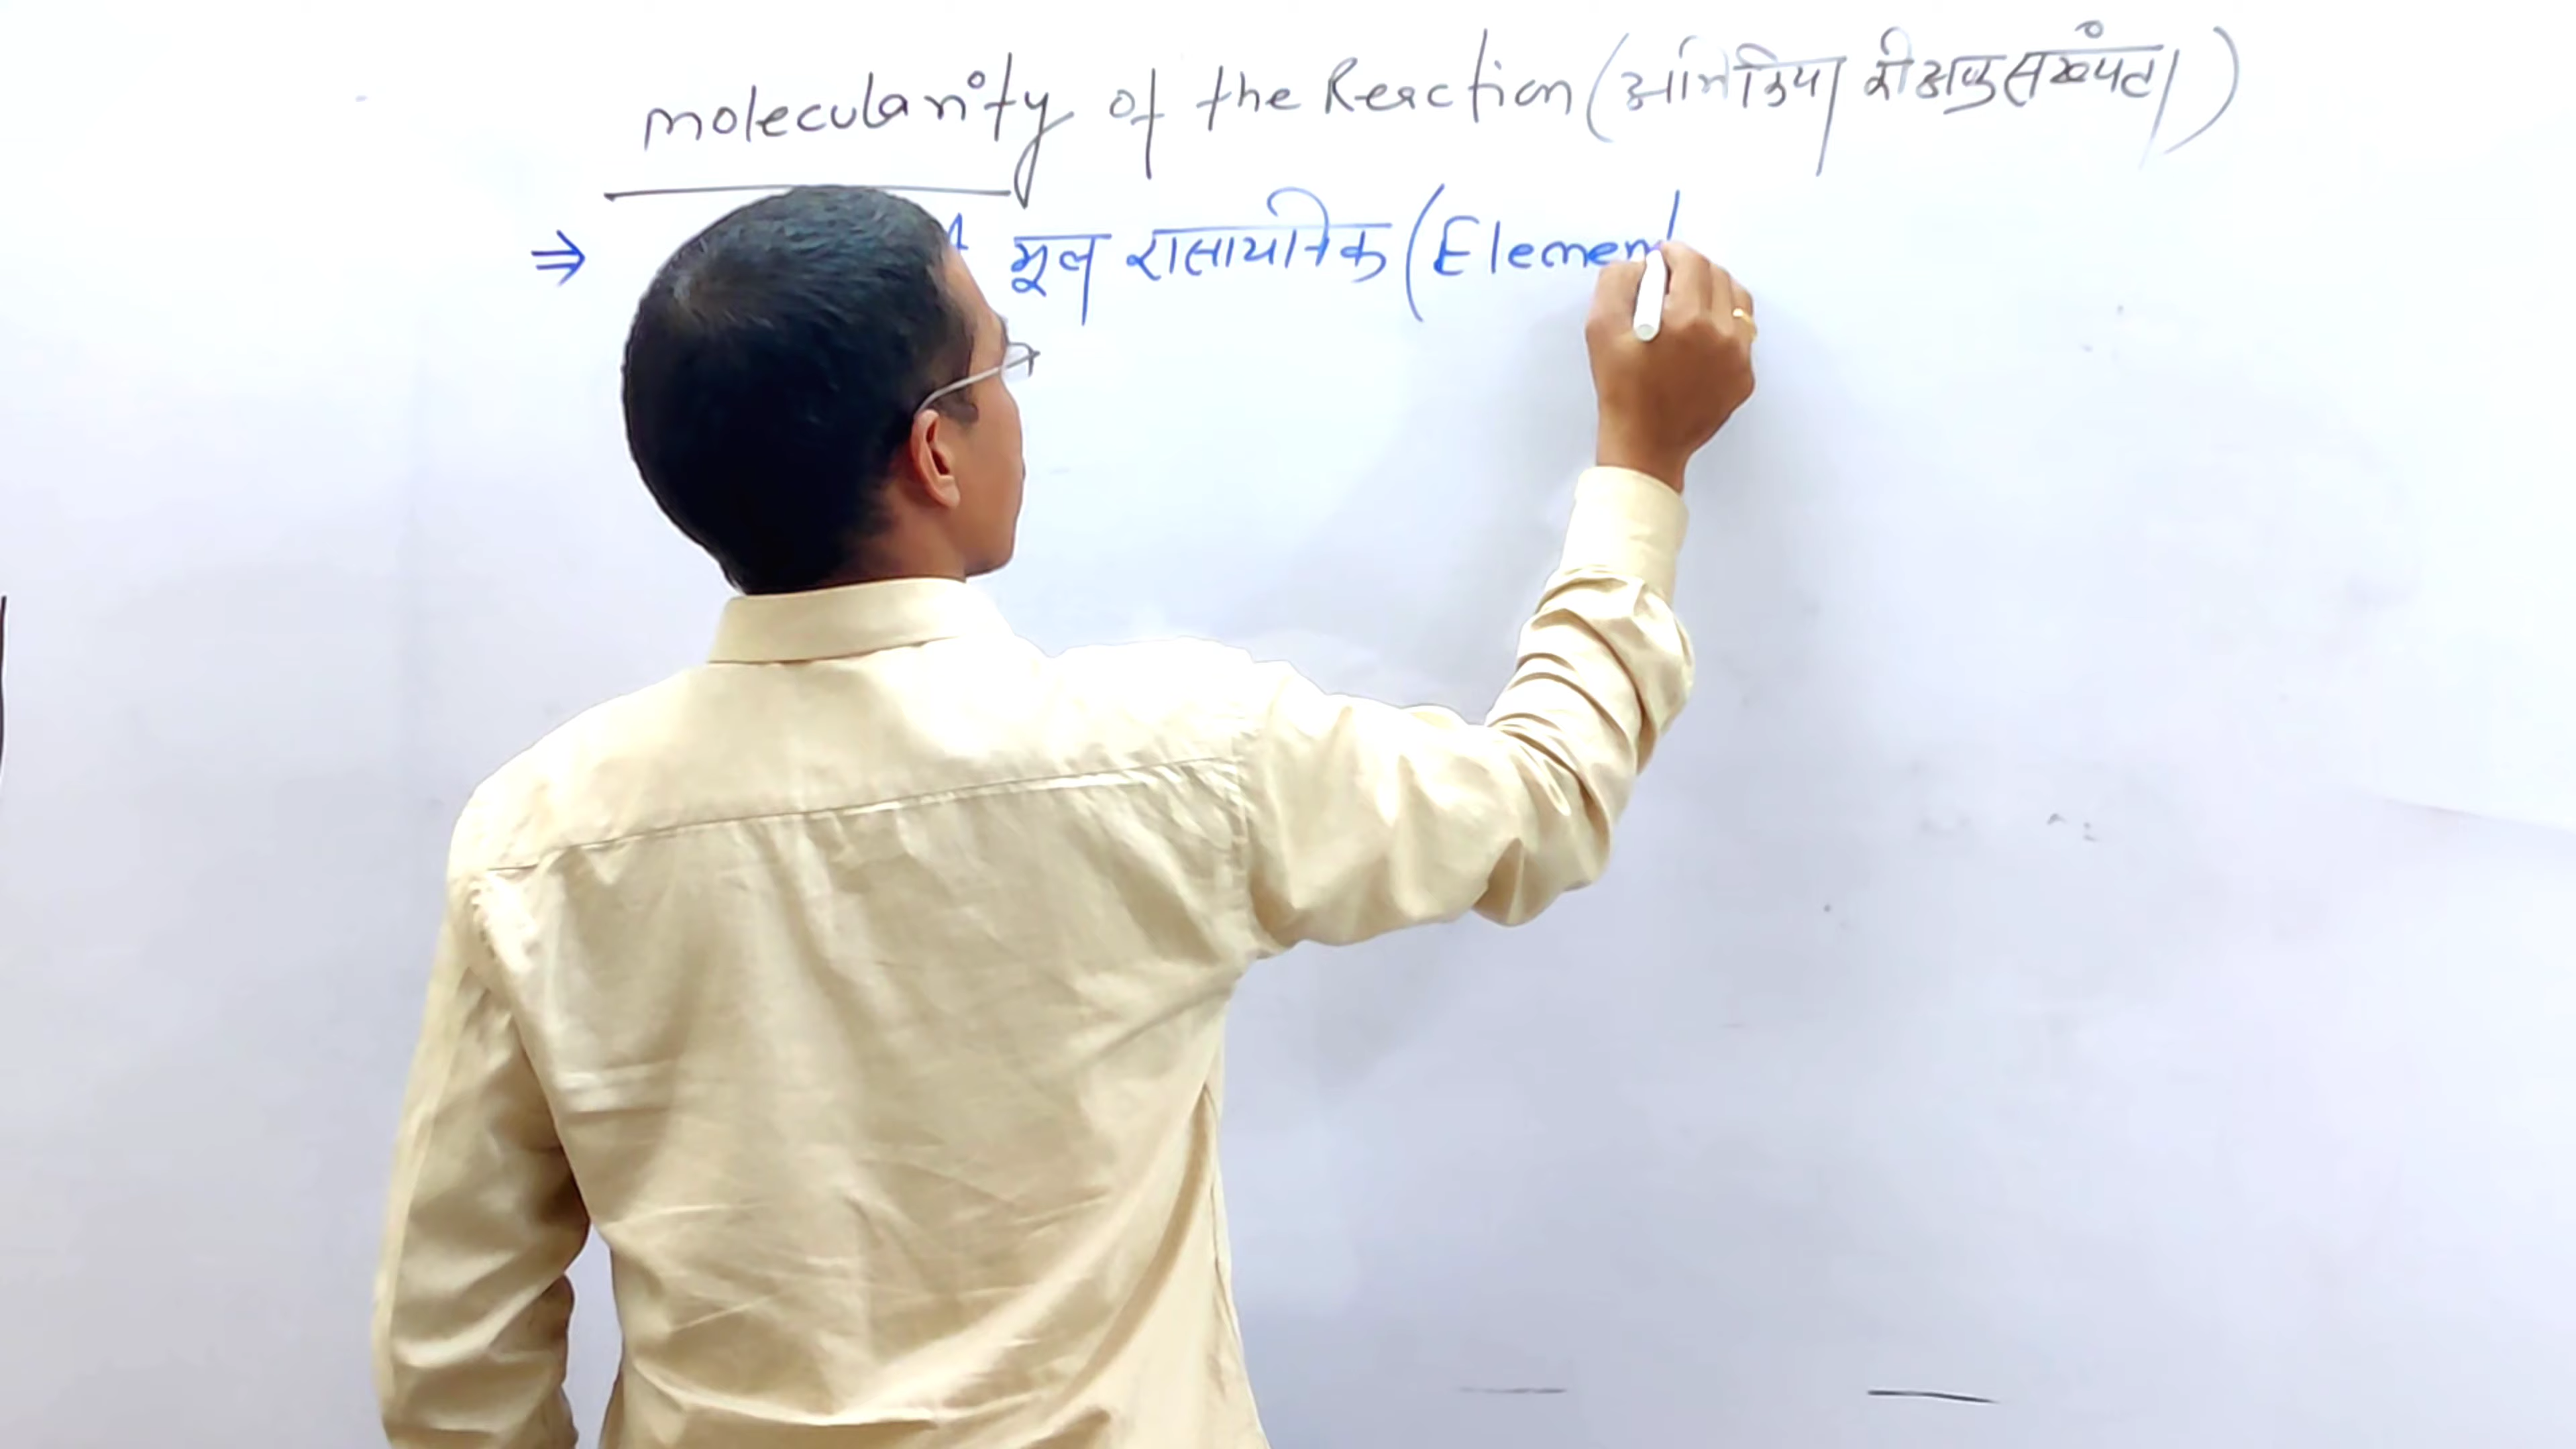 molecularity of the Reaction (अभिक्रिया की अणुसंख्यता)
⇒ मूल रासायनिक (Element